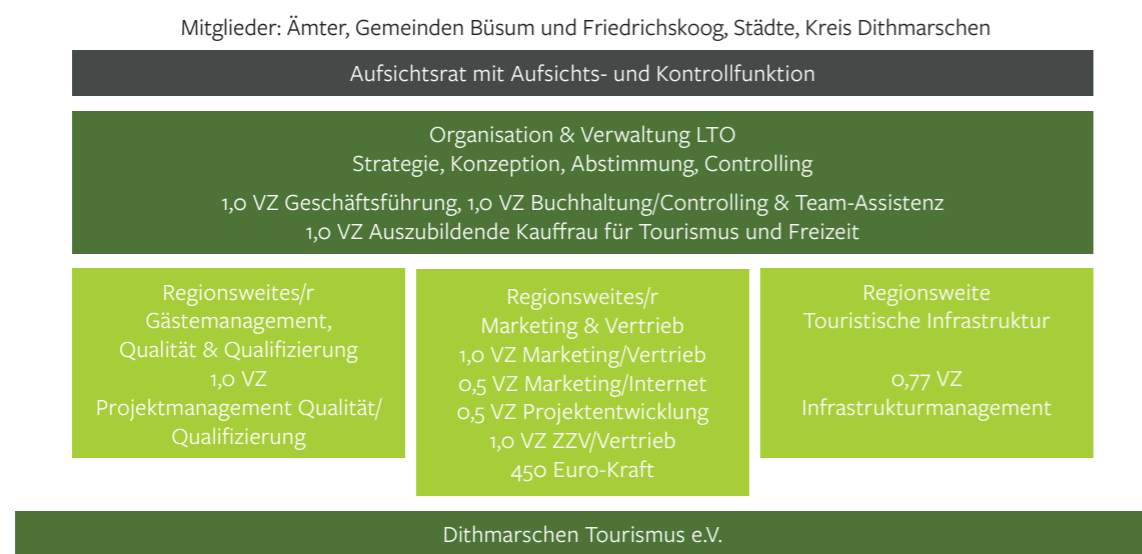 Mitglieder: Ämter, Gemeinden Büsum und Friedrichskoog, Städte, Kreis Dithmarschen
Aufsichtsrat mit Aufsichts- und Kontrollfunktion
Organisation & Verwaltung LTO
Strategie, Konzeption, Abstimmung, Controlling
1,0 VZ Geschäftsführung, 1,0 VZ Buchhaltung/Controlling & Team-Assistenz
1,0 VZ Auszubildende Kauffrau für Tourismus und Freizeit
Regionsweites/r
Gästemanagement,
Qualität & Qualifizierung
1,0 VZ
Projektmanagement Qualität/
Qualifizierung
Regionsweites/r
Marketing & Vertrieb
1,0 VZ Marketing/Vertrieb
0,5 VZ Marketing/Internet
0,5 VZ Projektentwicklung
1,0 VZ ZZV/Vertrieb
450 Euro-Kraft
Regionsweite
Touristische Infrastruktur
0,77 VZ
Infrastrukturmanagement
Dithmarschen Tourismus e.V.